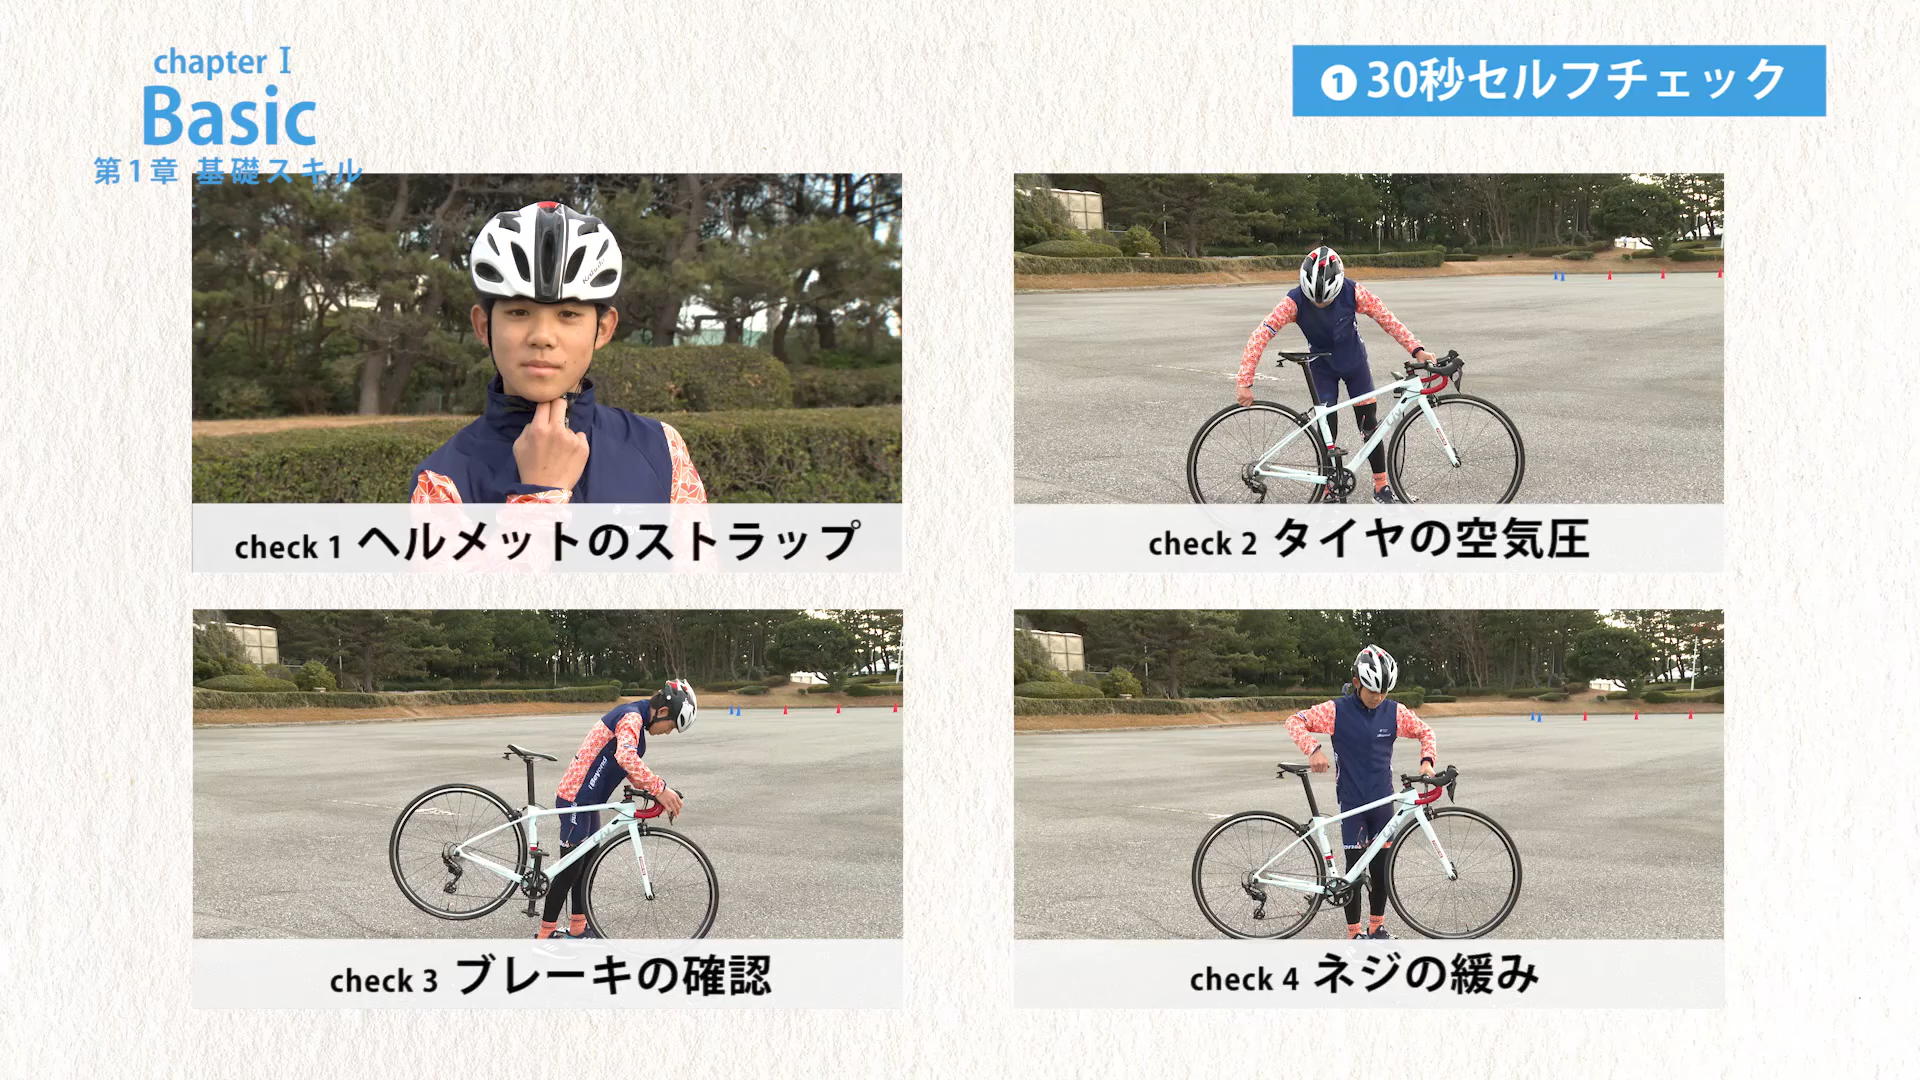 chapter Ⅰ
Basic
第1章 基礎スキル
❶ 30秒セルフチェック
check 1 ヘルメットのストラップ
check 2 タイヤの空気圧
check 3 ブレーキの確認
check 4 ネジの緩み